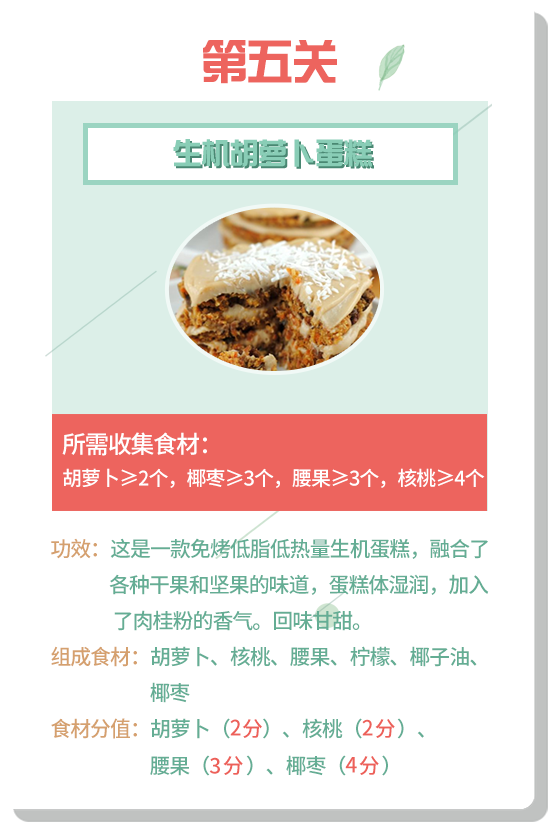 第五关
生机胡萝卜蛋糕
所需收集食材：
胡萝卜≥2个，椰枣≥3个，腰果≥3个，核桃≥4个
功效：这是一款免烤低脂低热量生机蛋糕，融合了
各种干果和坚果的味道，蛋糕体湿润，加入
了肉桂粉的香气。回味甘甜。
组成食材：胡萝卜、核桃、腰果、柠檬、椰子油、
椰枣
食材分值：胡萝卜（2分）、核桃（2分）、
腰果（3分）、椰枣（4分）